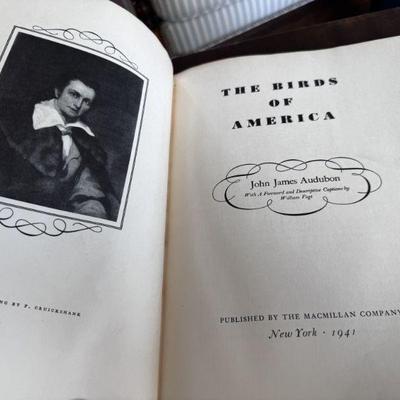 NG BY F. CRUICKSHANK
THE BIRDS
OF
AMERICA
John James Audubon
With A Foreword and Descriptive Captions by
William Vogt
PUBLISHED BY THE MACMILLAN COMPANY
New York · 1941